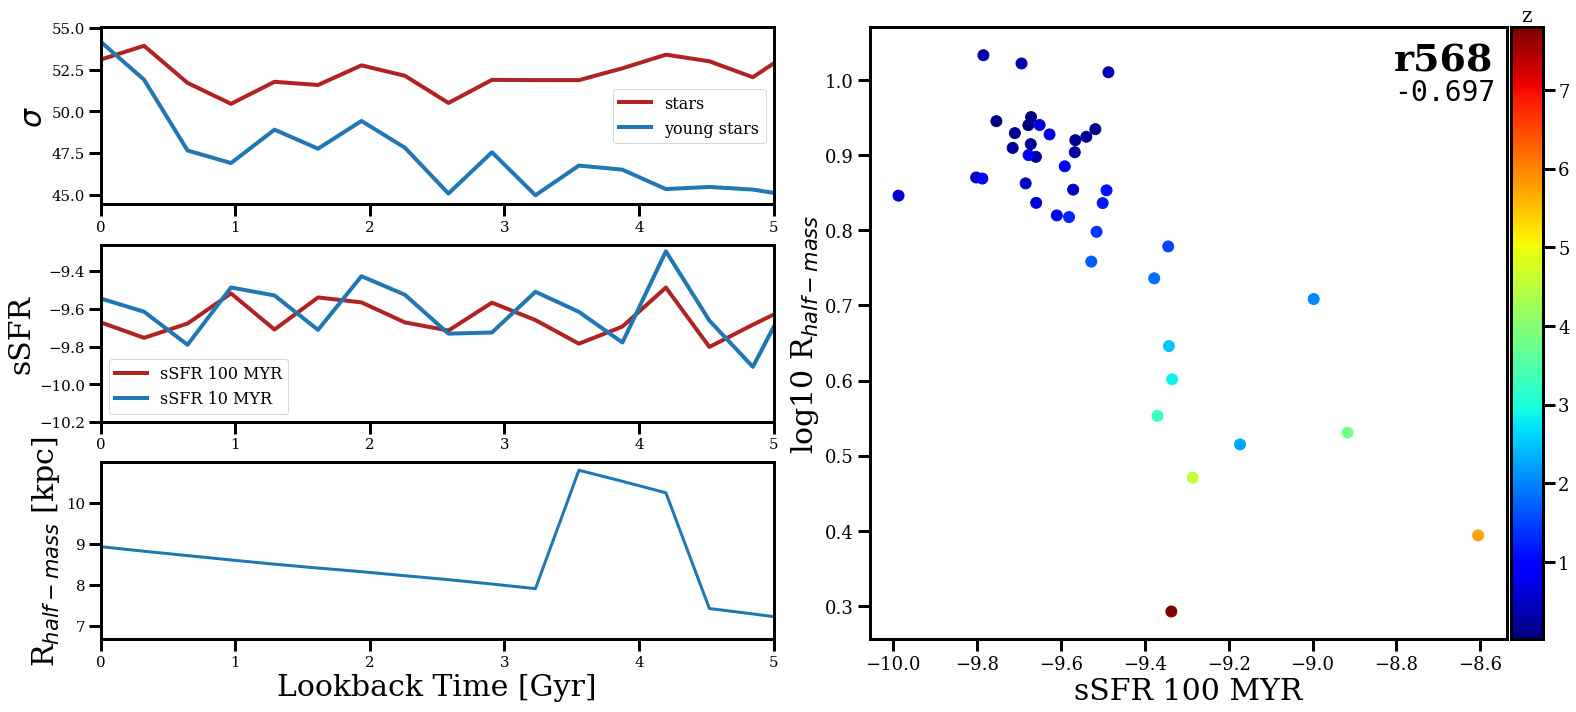 55.0
52.5
50.0
47.5
45.0
σ
stars
young stars
0 1 2 3 4 5
−9.4
−9.6
−9.8
−10.0
−10.2
sSFR
sSFR 100 MYR
sSFR 10 MYR
0 1 2 3 4 5
10
9
8
7
R_{half−mass} [kpc]
0 1 2 3 4 5
Lookback Time [Gyr]
r568
-0.697
1.0
0.9
0.8
0.7
0.6
0.5
0.4
0.3
log10 R_{half−mass}
−10.0 −9.8 −9.6 −9.4 −9.2 −9.0 −8.8 −8.6
sSFR 100 MYR
z
7
6
5
4
3
2
1